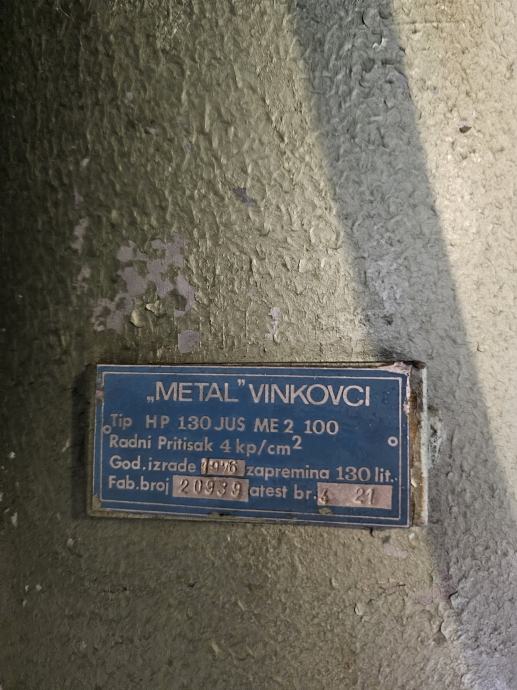 „METAL” VINKOVCI
Tip HP 130 JUS ME 2 100
Radni Pritisak 4 kp/cm²
God. izrade 1976 zapremina 130 lit.
Fab. broj 20939 atest br. 21